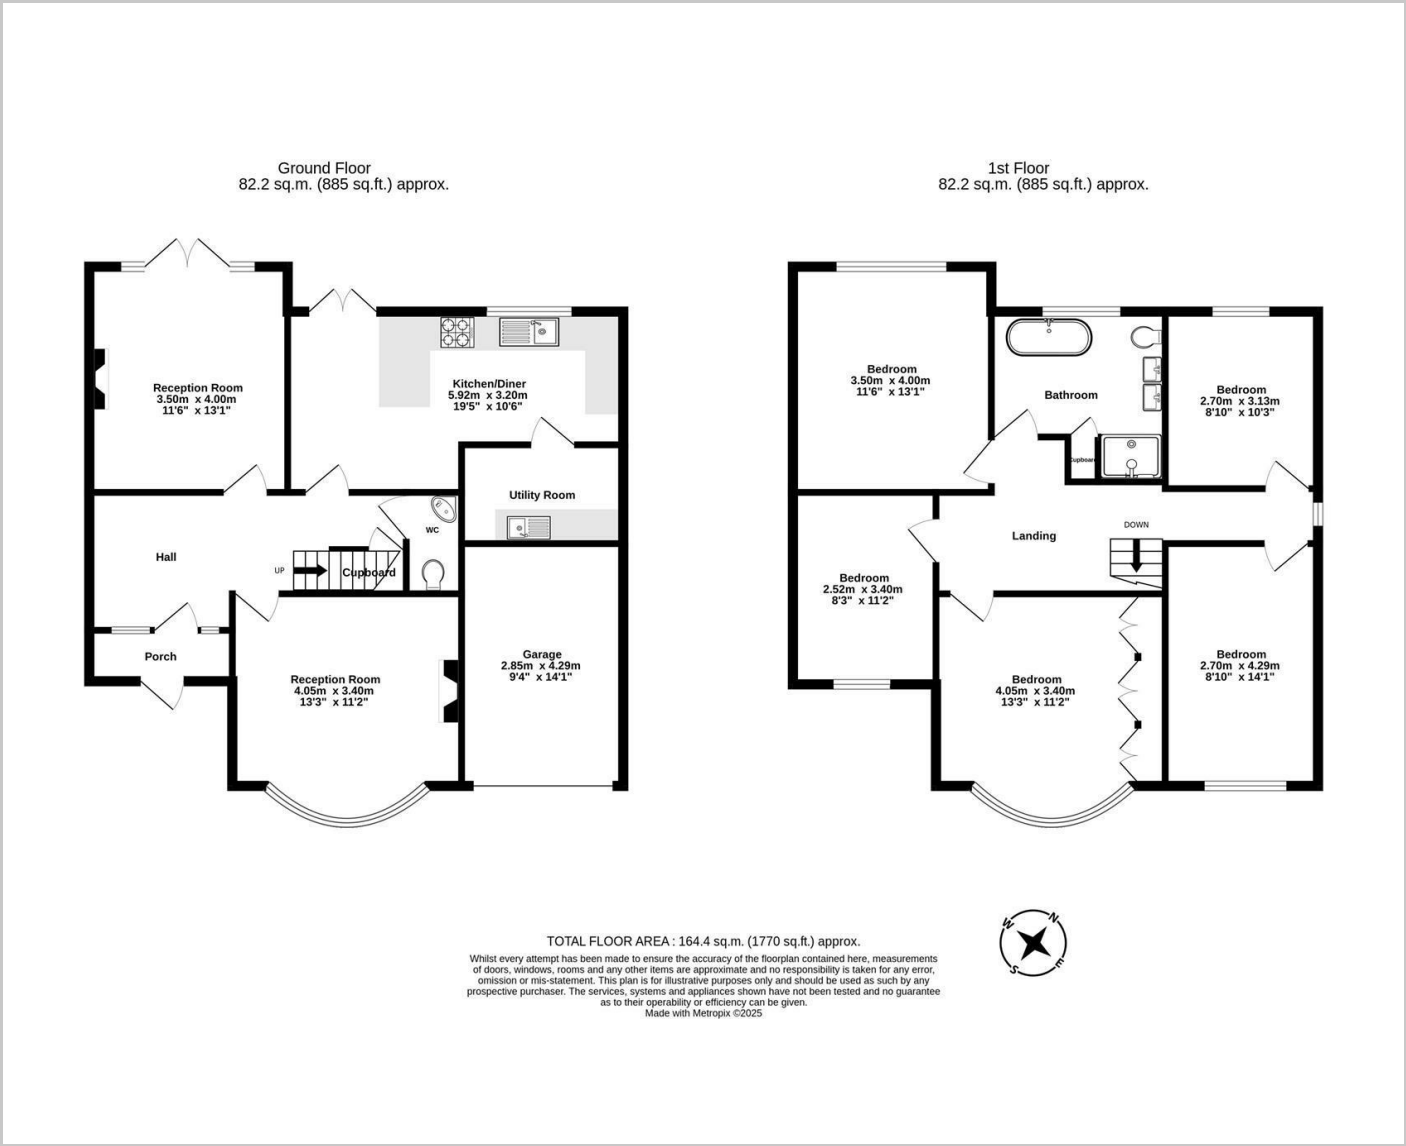 Ground Floor
82.2 sq.m. (885 sq.ft.) approx.
Reception Room
3.50m x 4.00m
11'6" x 13'1"
Kitchen/Diner
5.92m x 3.20m
19'5" x 10'6"
Utility Room
WC
Hall
UP
Cupboard
Porch
Reception Room
4.05m x 3.40m
13'3" x 11'2"
Garage
2.85m x 4.29m
9'4" x 14'1"
1st Floor
82.2 sq.m. (885 sq.ft.) approx.
Bedroom
3.50m x 4.00m
11'6" x 13'1"
Bathroom
Cupboard
Bedroom
2.70m x 3.13m
8'10" x 10'3"
Landing
DOWN
Bedroom
2.52m x 3.40m
8'3" x 11'2"
Bedroom
4.05m x 3.40m
13'3" x 11'2"
Bedroom
2.70m x 4.29m
8'10" x 14'1"
TOTAL FLOOR AREA : 164.4 sq.m. (1770 sq.ft.) approx.
Whilst every attempt has been made to ensure the accuracy of the floorplan contained here, measurements
of doors, windows, rooms and any other items are approximate and no responsibility is taken for any error,
omission or mis-statement. This plan is for illustrative purposes only and should be used as such by any
prospective purchaser. The services, systems and appliances shown have not been tested and no guarantee
as to their operability or efficiency can be given.
Made with Metropix ©2025
W
N
S
E